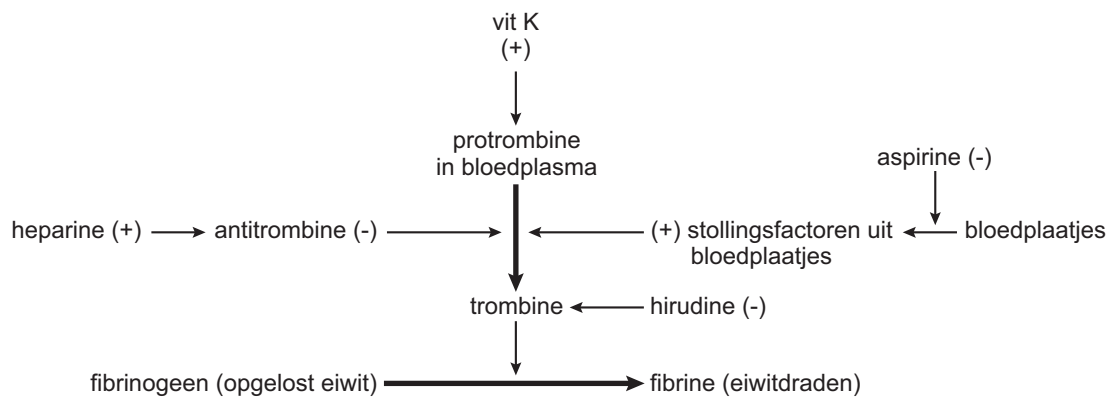 vit K
(+)
protrombine
in bloedplasma
aspirine (-)
heparine (+) antitrombine (-) (+) stollingsfactoren uit bloedplaatjes
bloedplaatjes
trombine hirudine (-)
fibrinogeen (opgelost eiwit) fibrine (eiwitdraden)